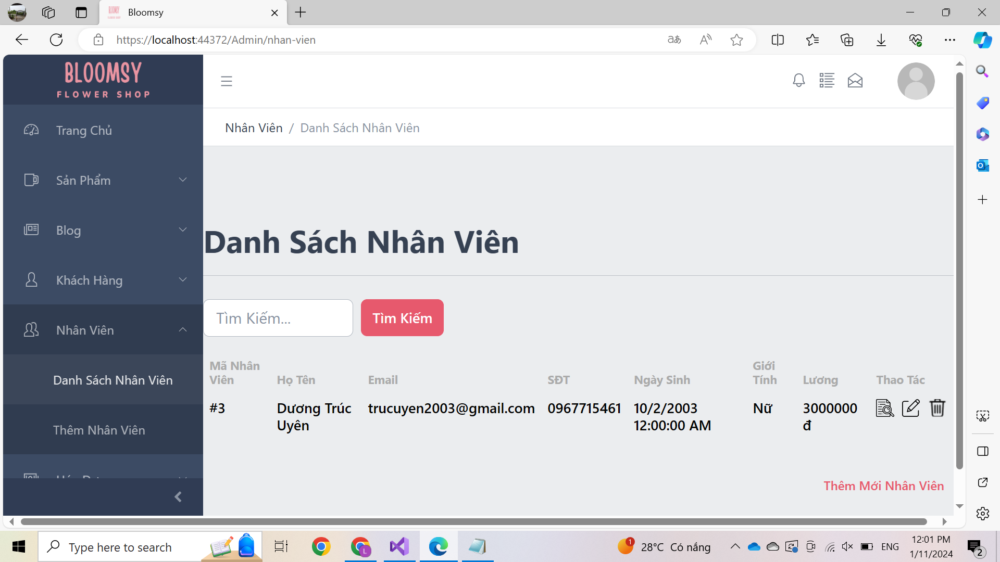 Bloomsy
https://localhost:44372/Admin/nhan-vien
BLOOMSY
FLOWER SHOP
Trang Chủ
Sản Phẩm
Blog
Khách Hàng
Nhân Viên
Danh Sách Nhân Viên
Thêm Nhân Viên
Nhân Viên / Danh Sách Nhân Viên
Danh Sách Nhân Viên
Tìm Kiếm...
Tìm Kiếm
Mã Nhân Viên
Họ Tên
Email
SĐT
Ngày Sinh
Giới Tính
Lương
Thao Tác
#3
Dương Trúc Uyên
trucuyen2003@gmail.com
0967715461
10/2/2003 12:00:00 AM
Nữ
3000000 đ
Thêm Mới Nhân Viên
Type here to search
L
1
28°C Có nắng
ENG
12:01 PM
1/11/2024
2